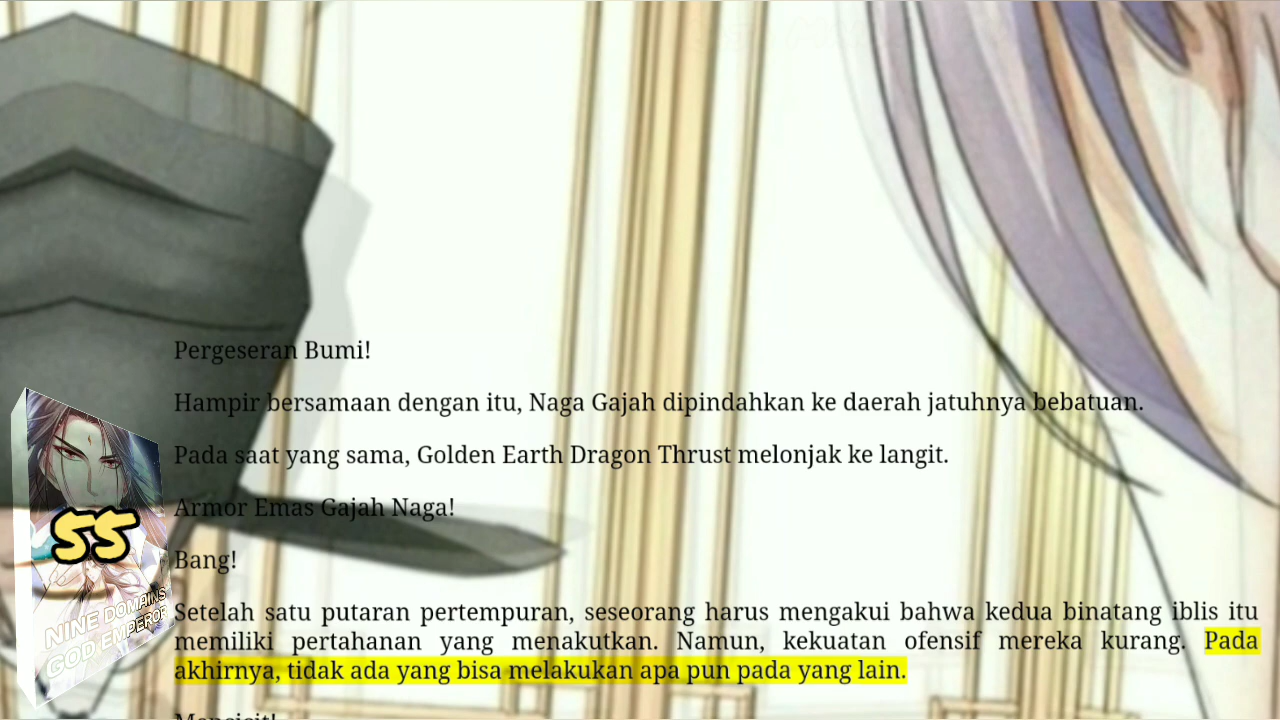 Pergeseran Bumi!
Hampir bersamaan dengan itu, Naga Gajah dipindahkan ke daerah jatuhnya bebatuan.
Pada saat yang sama, Golden Earth Dragon Thrust melonjak ke langit.
Armor Emas Gajah Naga!
Bang!
Setelah satu putaran pertempuran, seseorang harus mengakui bahwa kedua binatang iblis itu
memiliki pertahanan yang menakutkan. Namun, kekuatan ofensif mereka kurang. Pada
akhirnya, tidak ada yang bisa melakukan apa pun pada yang lain.
55
NINE DOMAINS
GOD EMPEROR